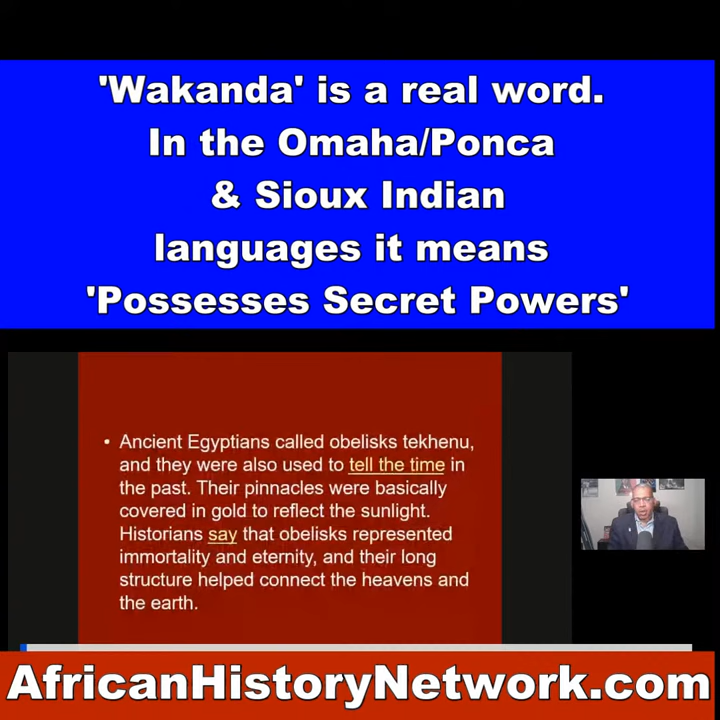 'Wakanda' is a real word.
In the Omaha/Ponca
& Sioux Indian
languages it means
'Possesses Secret Powers'
• Ancient Egyptians called obelisks tekhenu,
and they were also used to tell the time in
the past. Their pinnacles were basically
covered in gold to reflect the sunlight.
Historians say that obelisks represented
immortality and eternity, and their long
structure helped connect the heavens and
the earth.
AfricanHistoryNetwork.com